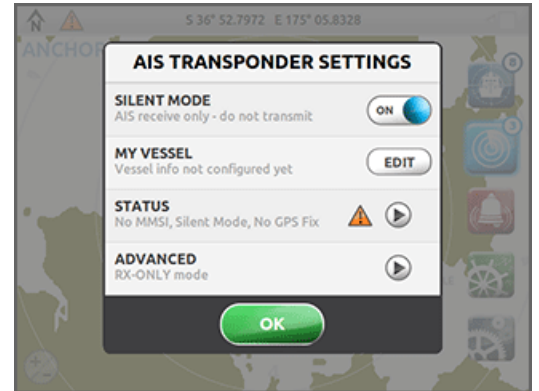 N
S 36° 52.7972 E 175° 05.8328
ANCHOR
AIS TRANSPONDER SETTINGS
8
SILENT MODE
AIS receive only - do not transmit
ON
3
MY VESSEL
Vessel info not configured yet
EDIT
STATUS
No MMSI, Silent Mode, No GPS Fix
ADVANCED
RX-ONLY mode
OK